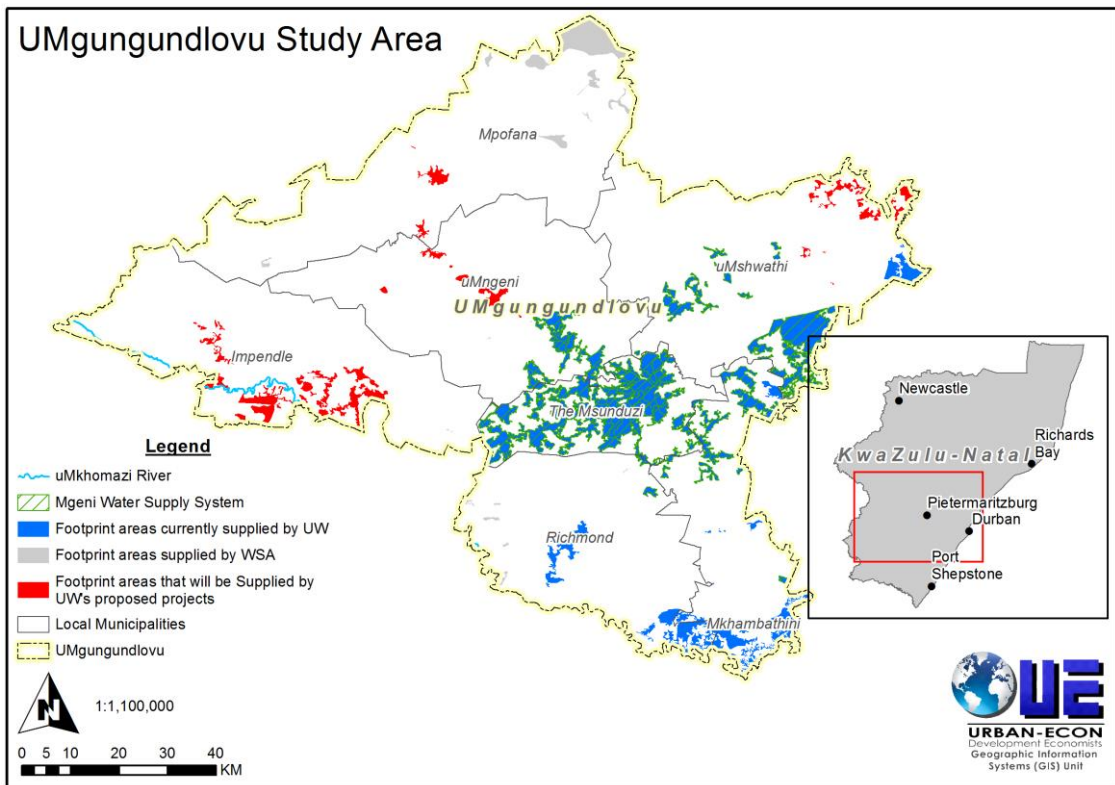 UMgungundlovu Study Area
Mpofana
uMshwathi
uMngeni
UMgungundlovu
Impendle
The Msunduzi
Richmond
Mkhambathini
Legend
uMkhomazi River
Mgeni Water Supply System
Footprint areas currently supplied by UW
Footprint areas supplied by WSA
Footprint areas that will be Supplied by
UW's proposed projects
Local Municipalities
UMgungundlovu
N
1:1,100,000
0 5 10 20 30 40
KM
Newcastle
Richards
Bay
KwaZulu-Natal
Pietermaritzburg
Durban
Port
Shepstone
UE
URBAN-ECON
Development Economists
Geographic Information
Systems (GIS) Unit